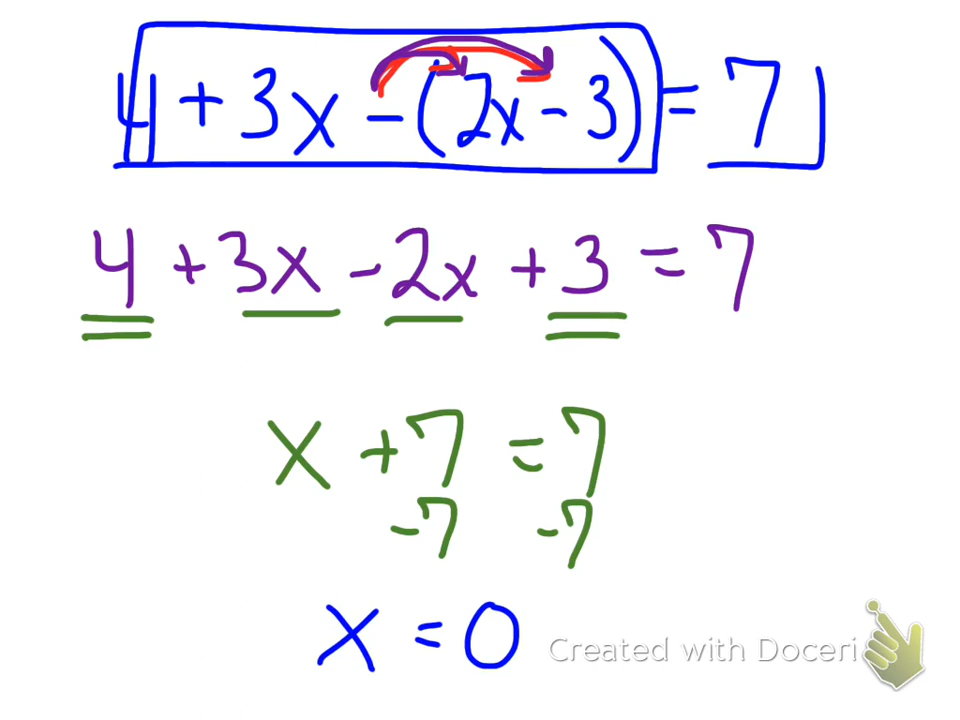 4 + 3x - (2x - 3) = 7
4 + 3x - 2x + 3 = 7
x + 7 = 7
-7 -7
x = 0
Created with Doceri